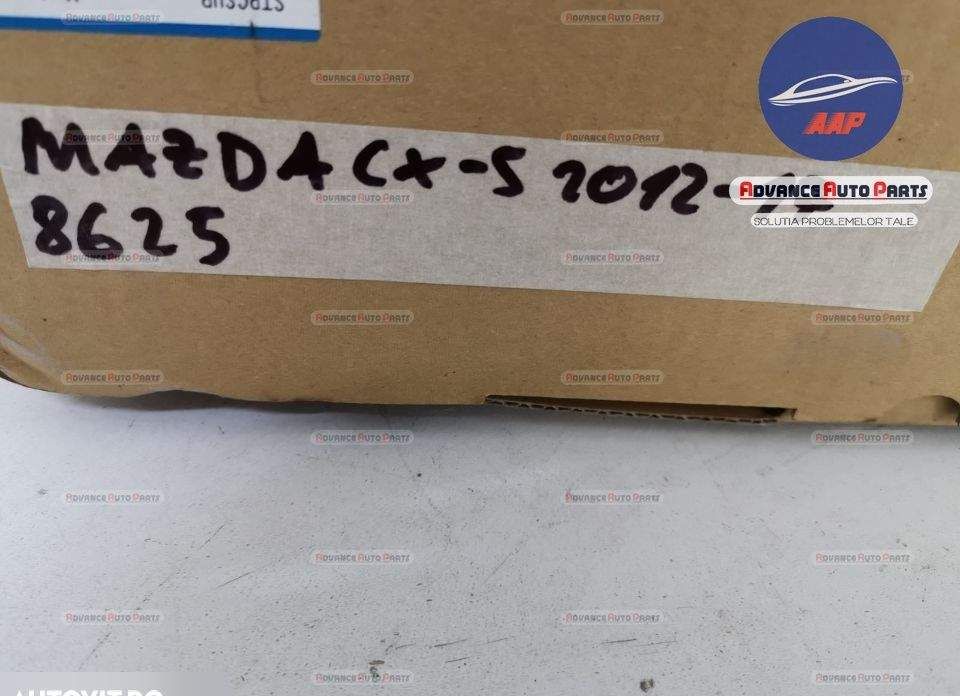 MAZDA CX-5 2012-
8625
AAP
ADVANCE AUTO PARTS
SOLUTIA PROBLEMELOR TALE